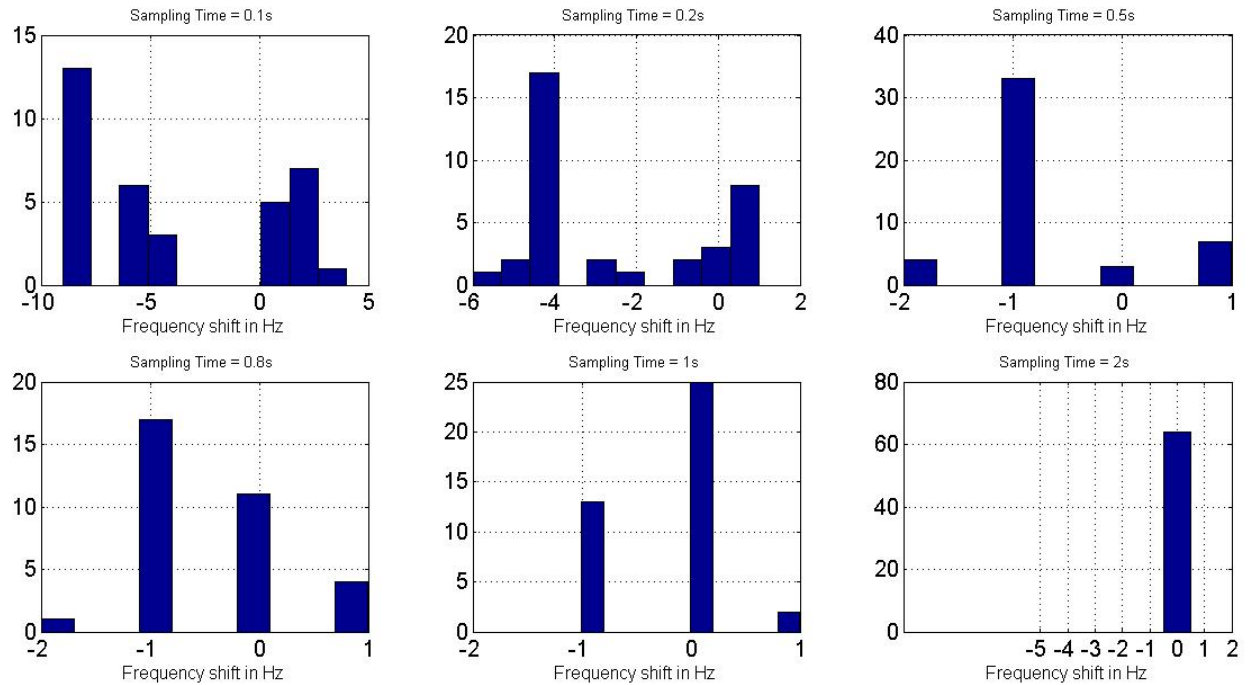 Sampling Time = 0.1s
15
10
5
0
-10 -5 0 5
Frequency shift in Hz
Sampling Time = 0.2s
20
15
10
5
0
-6 -4 -2 0 2
Frequency shift in Hz
Sampling Time = 0.5s
40
30
20
10
0
-2 -1 0 1
Frequency shift in Hz
Sampling Time = 0.8s
20
15
10
5
0
-2 -1 0 1
Frequency shift in Hz
Sampling Time = 1s
25
20
15
10
5
0
-1 0 1
Frequency shift in Hz
Sampling Time = 2s
80
60
40
20
0
-5 -4 -3 -2 -1 0 1 2
Frequency shift in Hz